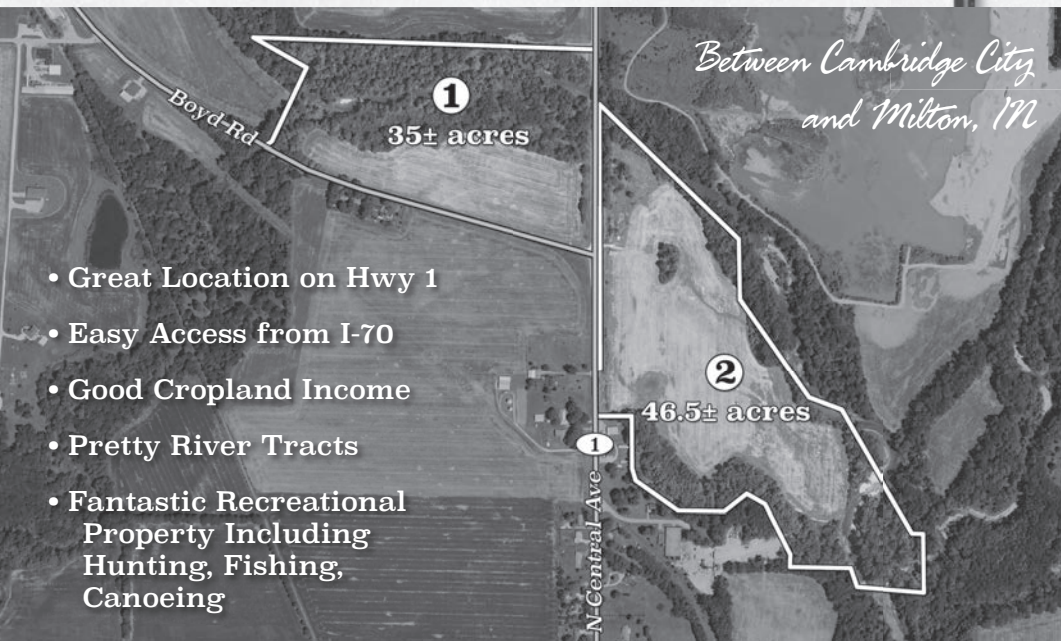 Between Cambridge City
and Milton, IN
Boyd Rd
1
35± acres
• Great Location on Hwy 1
• Easy Access from I-70
• Good Cropland Income
• Pretty River Tracts
• Fantastic Recreational
Property Including
Hunting, Fishing,
Canoeing
2
46.5± acres
1
N Central Ave